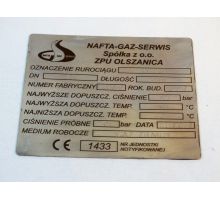 NAFTA-GAZ-SERWIS
Spółka z o.o.
ZPU OLSZANICA
OZNACZENIE RUROCIĄGU
DN DŁUGOŚĆ
NUMER FABRYCZNY ROK. BUD.
NAJWYŻSZE DOPUSZCZ. CIŚNIENIE bar
NAJWYŻSZA DOPUSZCZ. TEMP. °C
NAJNIŻSZA DOPUSZCZ. TEMP. °C
CIŚNIENIE PRÓBNE bar DATA
MEDIUM ROBOCZE
CE 1433 NR JEDNOSTKI
NOTYFIKOWANEJ